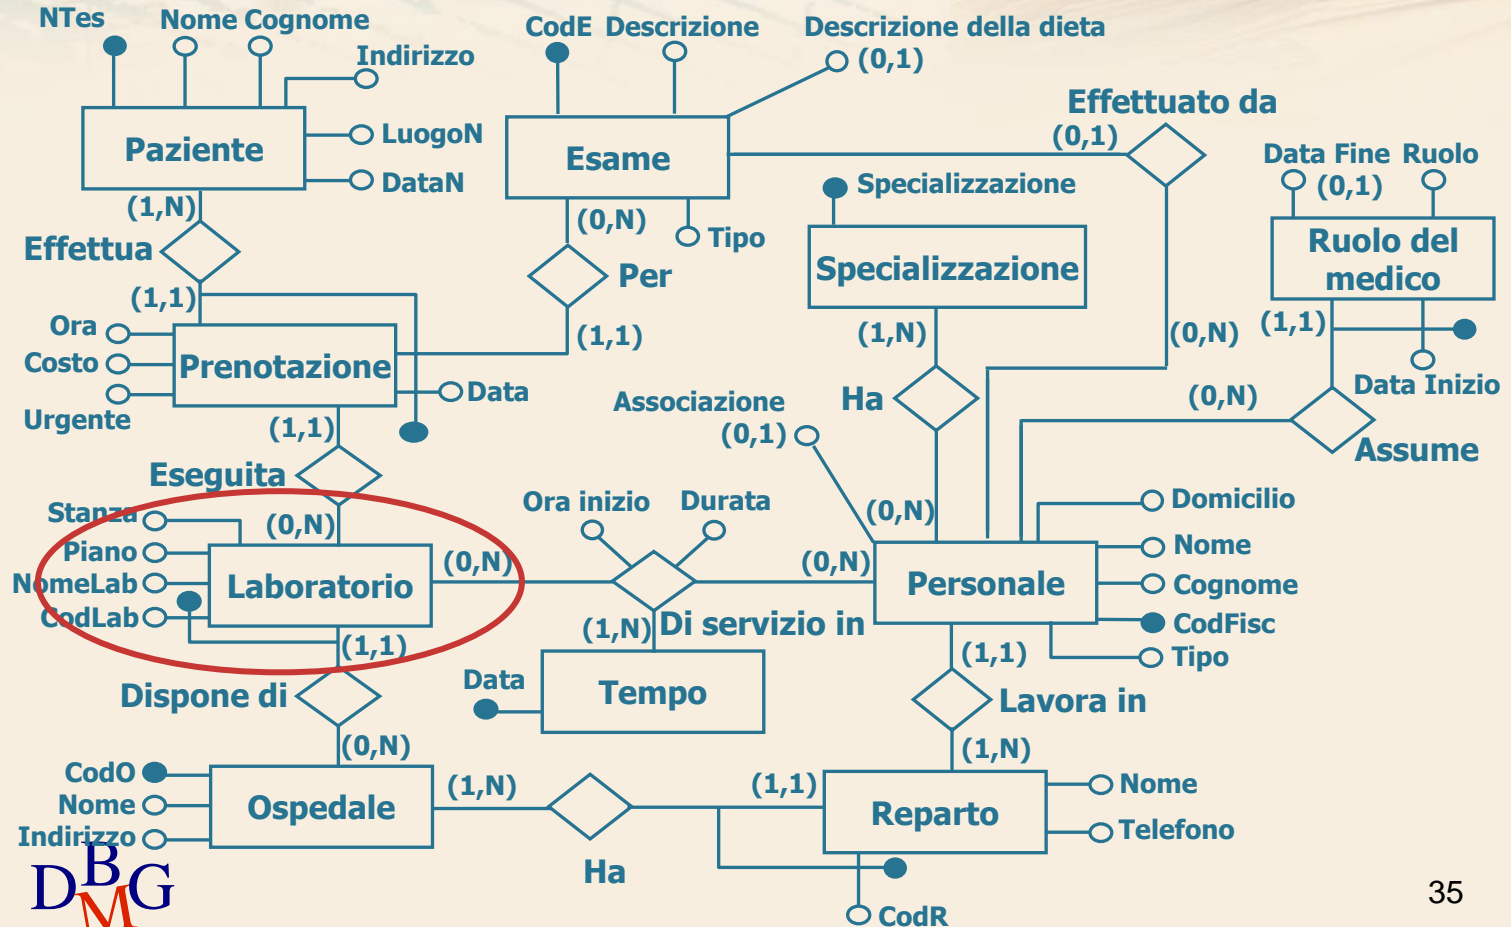 NTes
Nome Cognome
CodE Descrizione
Descrizione della dieta
(0,1)
Indirizzo
Effettuato da
(0,1)
Paziente
LuogoN
DataN
Esame
Data Fine Ruolo
(0,1)
Specializzazione
(1,N)
(0,N)
Tipo
Effettua
Per
Specializzazione
Ruolo del
medico
(1,1)
(1,1)
(1,N)
(0,N)
(1,1)
Ora
Costo
Urgente
Prenotazione
Data
Data Inizio
Associazione
(0,1)
Ha
(0,N)
(1,1)
Assume
Eseguita
Stanza
Piano
NomeLab
CodLab
(0,N)
Laboratorio
(0,N)
Ora inizio
Durata
(0,N)
(0,N)
Domicilio
Nome
Cognome
CodFisc
Tipo
Personale
(1,1)
(1,N)
Di servizio in
(1,1)
Dispone di
Data
Tempo
Lavora in
(0,N)
(1,N)
CodO
Nome
Indirizzo
Ospedale
(1,N)
(1,1)
Reparto
Nome
Telefono
Ha
CodR
DBMG
35